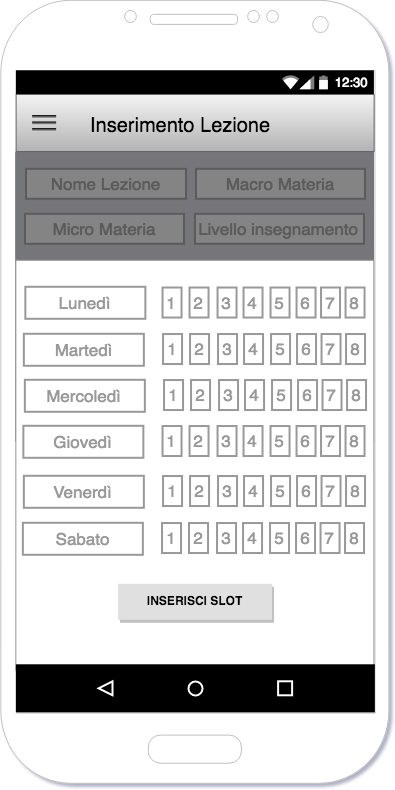 12:30
Inserimento Lezione
Nome Lezione Macro Materia
Micro Materia Livello insegnamento
Lunedì 1 2 3 4 5 6 7 8
Martedì 1 2 3 4 5 6 7 8
Mercoledì 1 2 3 4 5 6 7 8
Giovedì 1 2 3 4 5 6 7 8
Venerdì 1 2 3 4 5 6 7 8
Sabato 1 2 3 4 5 6 7 8
INSERISCI SLOT